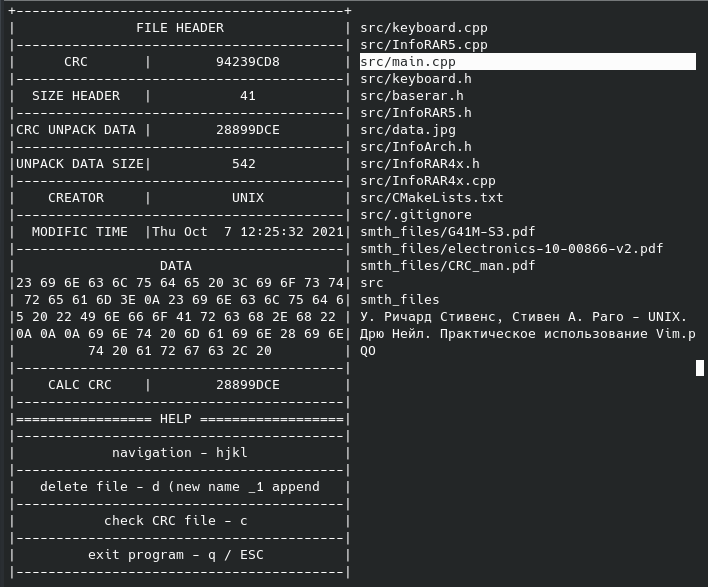 +-----------------------------------------+
|               FILE HEADER               | src/keyboard.cpp
|-----------------------------------------| src/InfoRAR5.cpp
|      CRC       |        94239CD8        | src/main.cpp
|-----------------------------------------| src/keyboard.h
|  SIZE HEADER   |           41           | src/baserar.h
|-----------------------------------------| src/InfoRAR5.h
|CRC UNPACK DATA |        28899DCE        | src/data.jpg
|-----------------------------------------| src/InfoArch.h
|UNPACK DATA SIZE|          542           | src/InfoRAR4x.h
|-----------------------------------------| src/InfoRAR4x.cpp
|    CREATOR     |          UNIX          | src/CMakeLists.txt
|-----------------------------------------| src/.gitignore
|  MODIFIC TIME  |Thu Oct  7 12:25:32 2021| smth_files/G41M-S3.pdf
|-----------------------------------------| smth_files/electronics-10-00866-v2.pdf
|                  DATA                   | smth_files/CRC_man.pdf
|23 69 6E 63 6C 75 64 65 20 3C 69 6F 73 74| src
| 72 65 61 6D 3E 0A 23 69 6E 63 6C 75 64 6| smth_files
|5 20 22 49 6E 66 6F 41 72 63 68 2E 68 22 | У. Ричард Стивенс, Стивен А. Раго - UNIX.
|0A 0A 0A 69 6E 74 20 6D 61 69 6E 28 69 6E| Дрю Нейл. Практическое использование Vim.p
|         74 20 61 72 67 63 2C 20         | QO
|-----------------------------------------|
|    CALC CRC    |        28899DCE        |
|-----------------------------------------|
|================= HELP ==================|
|-----------------------------------------|
|            navigation - hjkl            |
|-----------------------------------------|
|   delete file - d (new name _1 append   |
|-----------------------------------------|
|           check CRC file - c            |
|-----------------------------------------|
|         exit program - q / ESC          |
|-----------------------------------------|